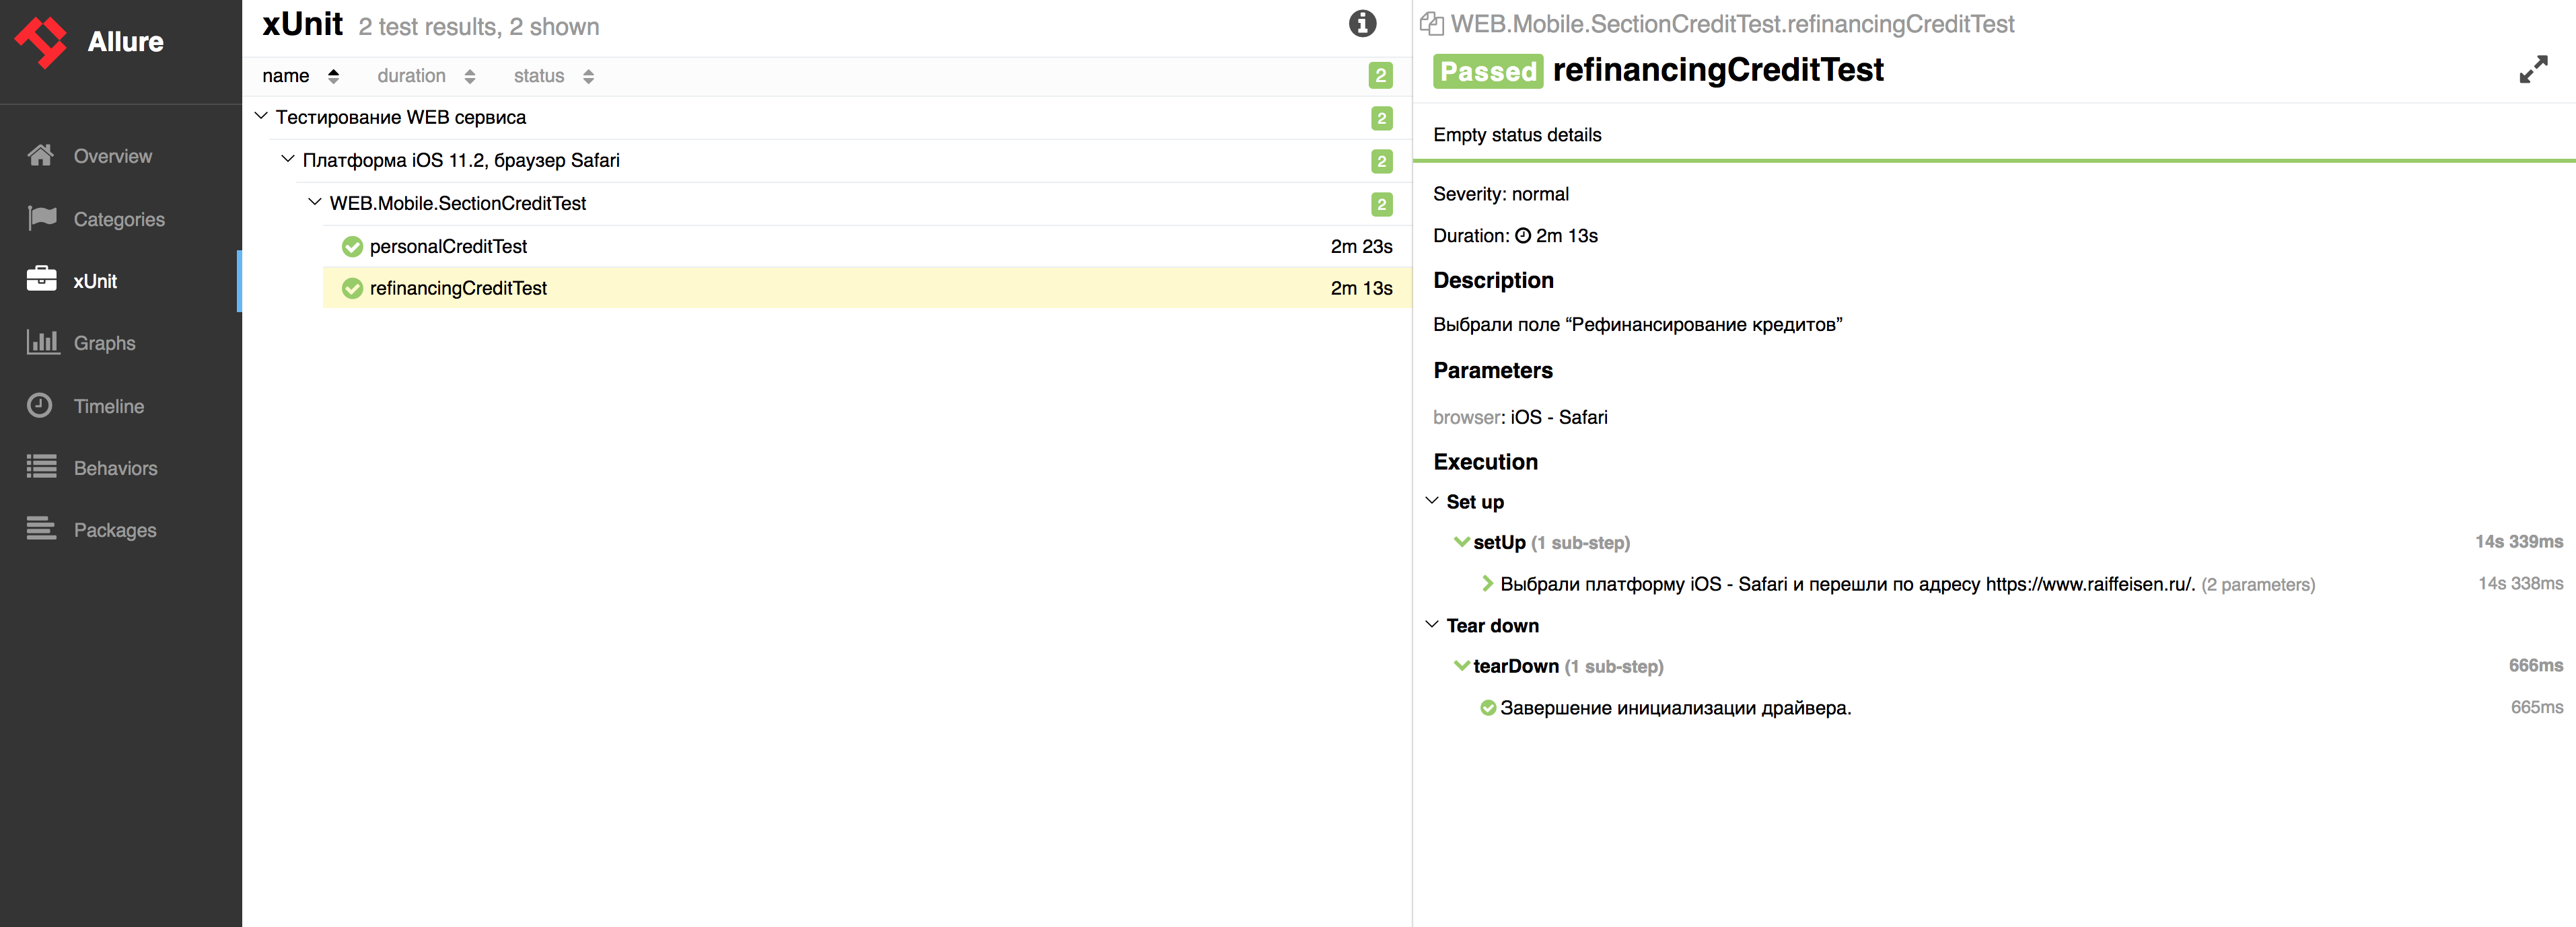 Allure
Overview
Categories
xUnit
Graphs
Timeline
Behaviors
Packages
xUnit 2 test results, 2 shown
name duration status 2
Тестирование WEB сервиса 2
Платформа iOS 11.2, браузер Safari 2
WEB.Mobile.SectionCreditTest 2
personalCreditTest 2m 23s
refinancingCreditTest 2m 13s
WEB.Mobile.SectionCreditTest.refinancingCreditTest
Passed refinancingCreditTest
Empty status details
Severity: normal
Duration: 2m 13s
Description
Выбрали поле “Рефинансирование кредитов”
Parameters
browser: iOS - Safari
Execution
Set up
setUp (1 sub-step) 14s 339ms
Выбрали платформу iOS - Safari и перешли по адресу https://www.raiffeisen.ru/. (2 parameters) 14s 338ms
Tear down
tearDown (1 sub-step) 666ms
Завершение инициализации драйвера. 665ms